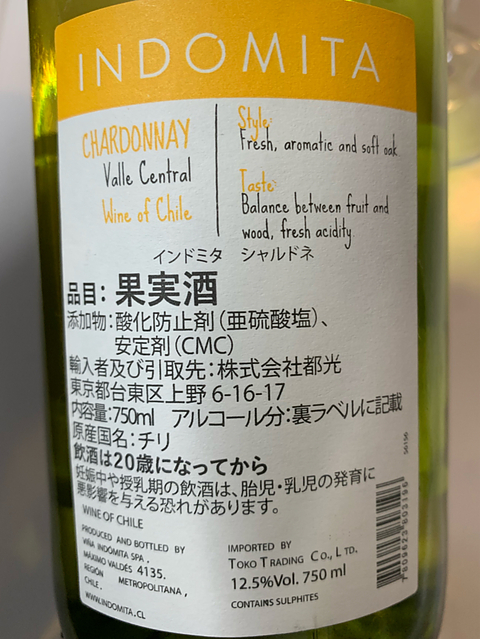 INDÓMITA
CHARDONNAY
Valle Central
Wine of Chile
Style:
Fresh, aromatic and soft oak
Taste:
Balance between fruit and
wood, fresh acidity
インドミタ シャルドネ
品目：果実酒
添加物：酸化防止剤（亜硫酸塩）、
安定剤（CMC）
輸入者及び引取先：株式会社都光
東京都台東区上野 6-16-17
内容量：750ml アルコール分：裏ラベルに記載
原産国名：チリ
飲酒は20歳になってから
妊娠中や授乳期の飲酒は、胎児・乳児の発育に
悪影響を与える恐れがあります。
WINE OF CHILE
PRODUCED AND BOTTLED BY
VIÑA INDÓMITA SPA.
MÁXIMO VALDÉS 4135.
REGIÓN METROPOLITANA,
CHILE.
WWW.INDOMITA.CL
IMPORTED BY
TOKO TRADING CO., LTD.
12.5%Vol. 750 ml
CONTAINS SULPHITES